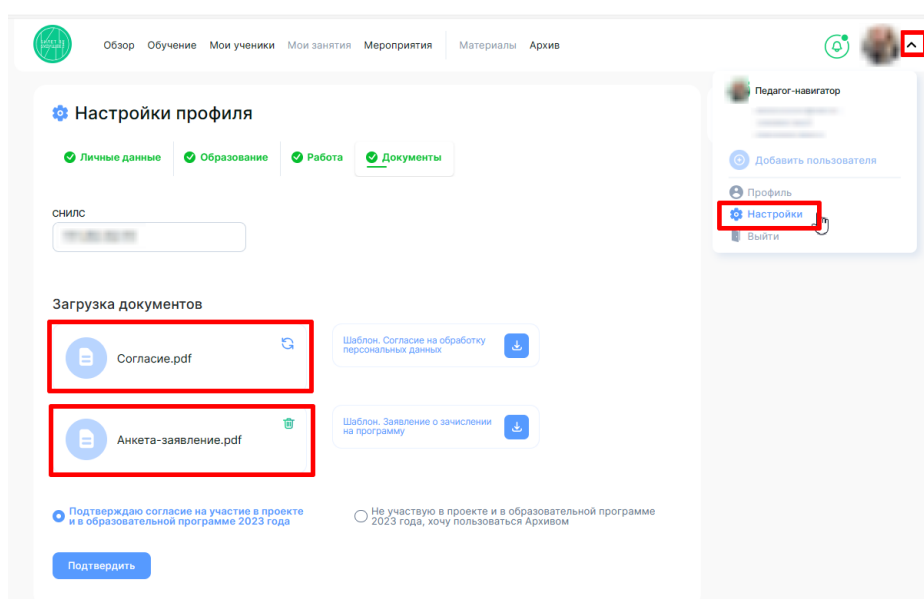 Обзор Обучение Мои ученики Мои занятия Мероприятия Материалы Архив
Педагог-навигатор
Добавить пользователя
Профиль
Настройки
Выйти
Настройки профиля
Личные данные Образование Работа Документы
СНИЛС
Загрузка документов
Согласие.pdf
Шаблон. Согласие на обработку
персональных данных
Анкета-заявление.pdf
Шаблон. Заявление о зачислении
на программу
Подтверждаю согласие на участие в проекте
и в образовательной программе 2023 года
Не участвую в проекте и в образовательной программе
2023 года, хочу пользоваться Архивом
Подтвердить